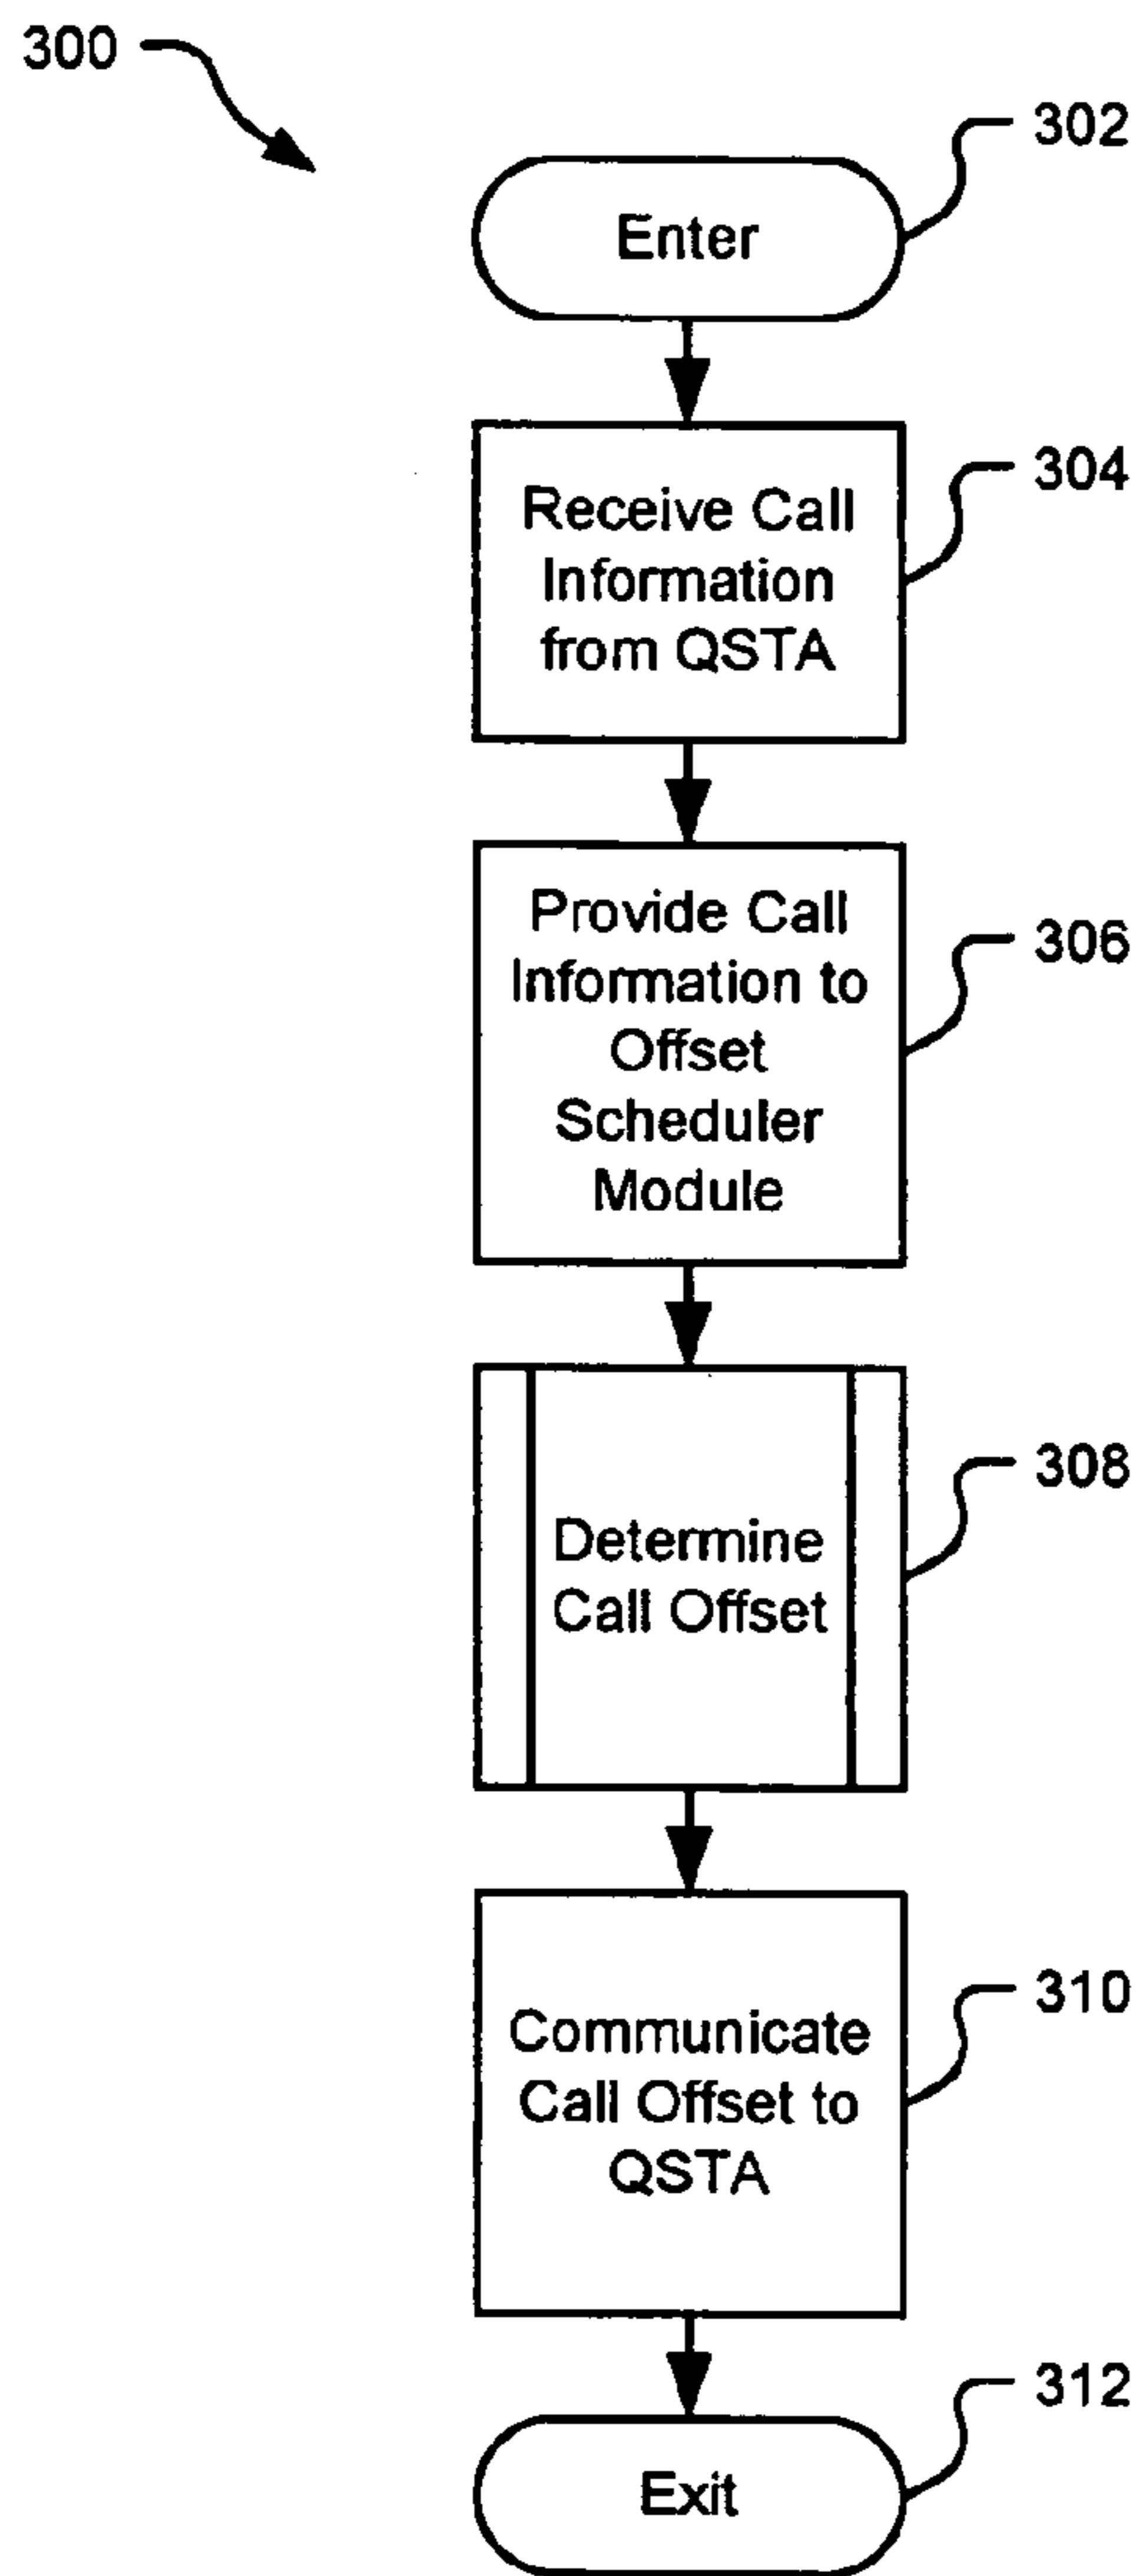 300
302
Enter
304
Receive Call
Information
from QSTA
306
Provide Call
Information to
Offset
Scheduler
Module
308
Determine
Call Offset
310
Communicate
Call Offset to
QSTA
312
Exit